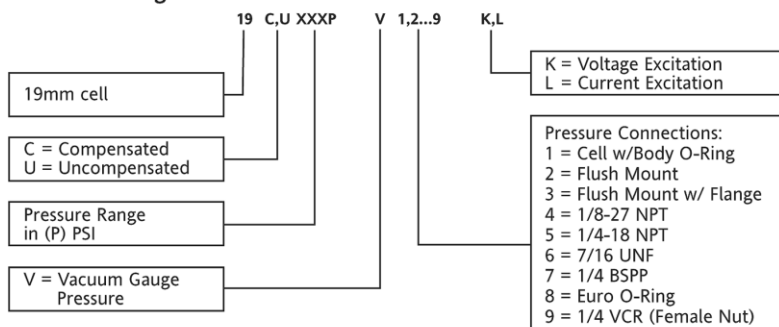 19 C,U XXXP V 1,2...9 K,L
19mm cell
C = Compensated
U = Uncompensated
Pressure Range
in (P) PSI
V = Vacuum Gauge
Pressure
K = Voltage Excitation
L = Current Excitation
Pressure Connections:
1 = Cell w/Body O-Ring
2 = Flush Mount
3 = Flush Mount w/ Flange
4 = 1/8-27 NPT
5 = 1/4-18 NPT
6 = 7/16 UNF
7 = 1/4 BSPP
8 = Euro O-Ring
9 = 1/4 VCR (Female Nut)